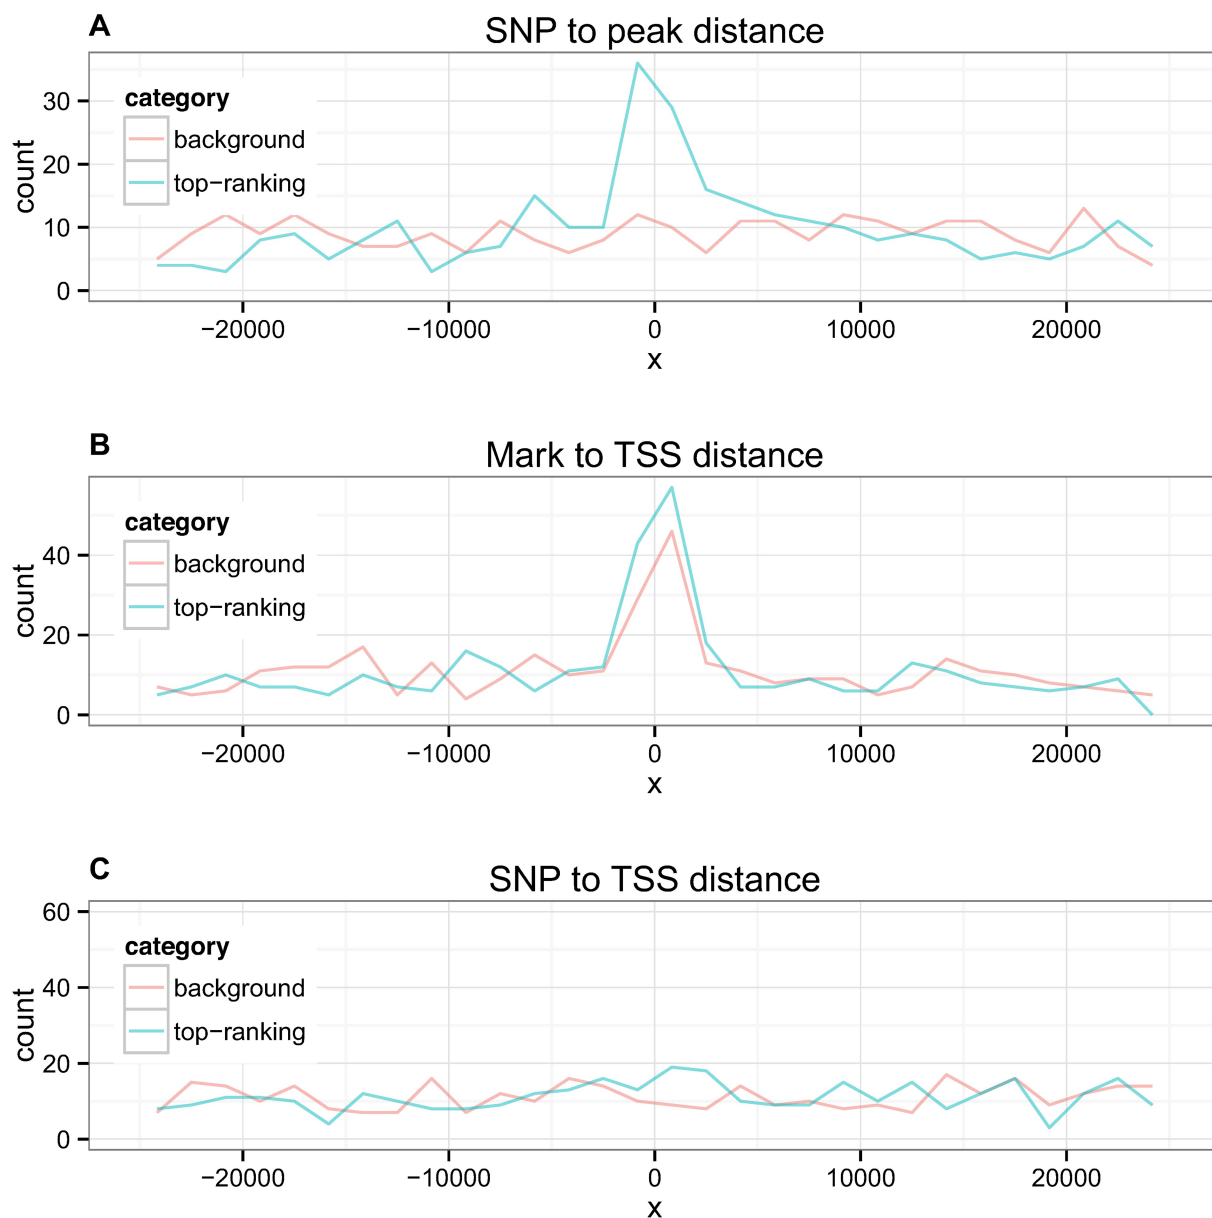 A
SNP to peak distance
category
background
top−ranking
count
30
20
10
0
−20000
−10000
0
10000
20000
x
B
Mark to TSS distance
category
background
top−ranking
count
40
20
0
−20000
−10000
0
10000
20000
x
C
SNP to TSS distance
category
background
top−ranking
count
60
40
20
0
−20000
−10000
0
10000
20000
x